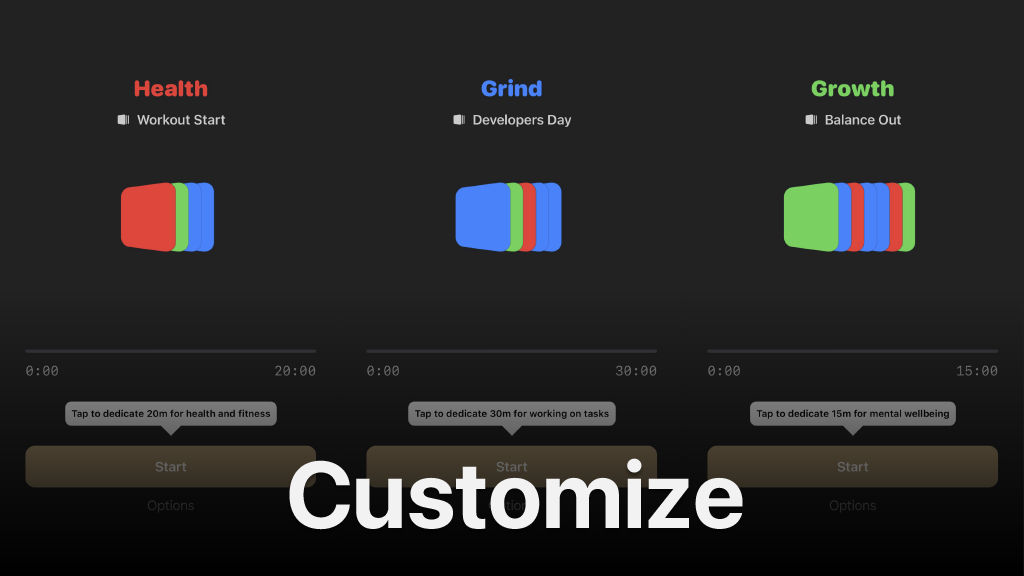 Health
Workout Start
0:00 20:00
Tap to dedicate 20m for health and fitness
Start
Options
Grind
Developers Day
0:00 30:00
Tap to dedicate 30m for working on tasks
Start
Growth
Balance Out
0:00 15:00
Tap to dedicate 15m for mental wellbeing
Start
Options
Customize